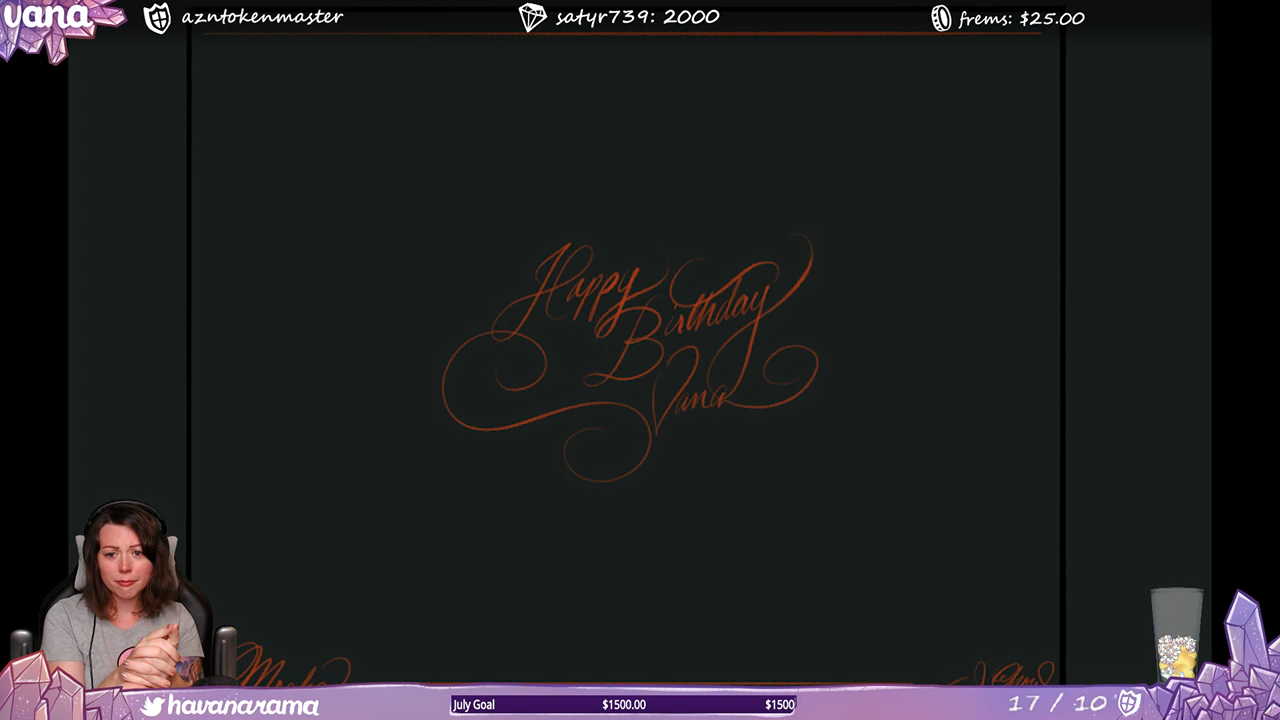 vana
azntokenmaster
satyr739: 2000
frems: $25.00
Happy
Birthday
Vana
havanarama
July Goal $1500.00 $1500
17 / 10